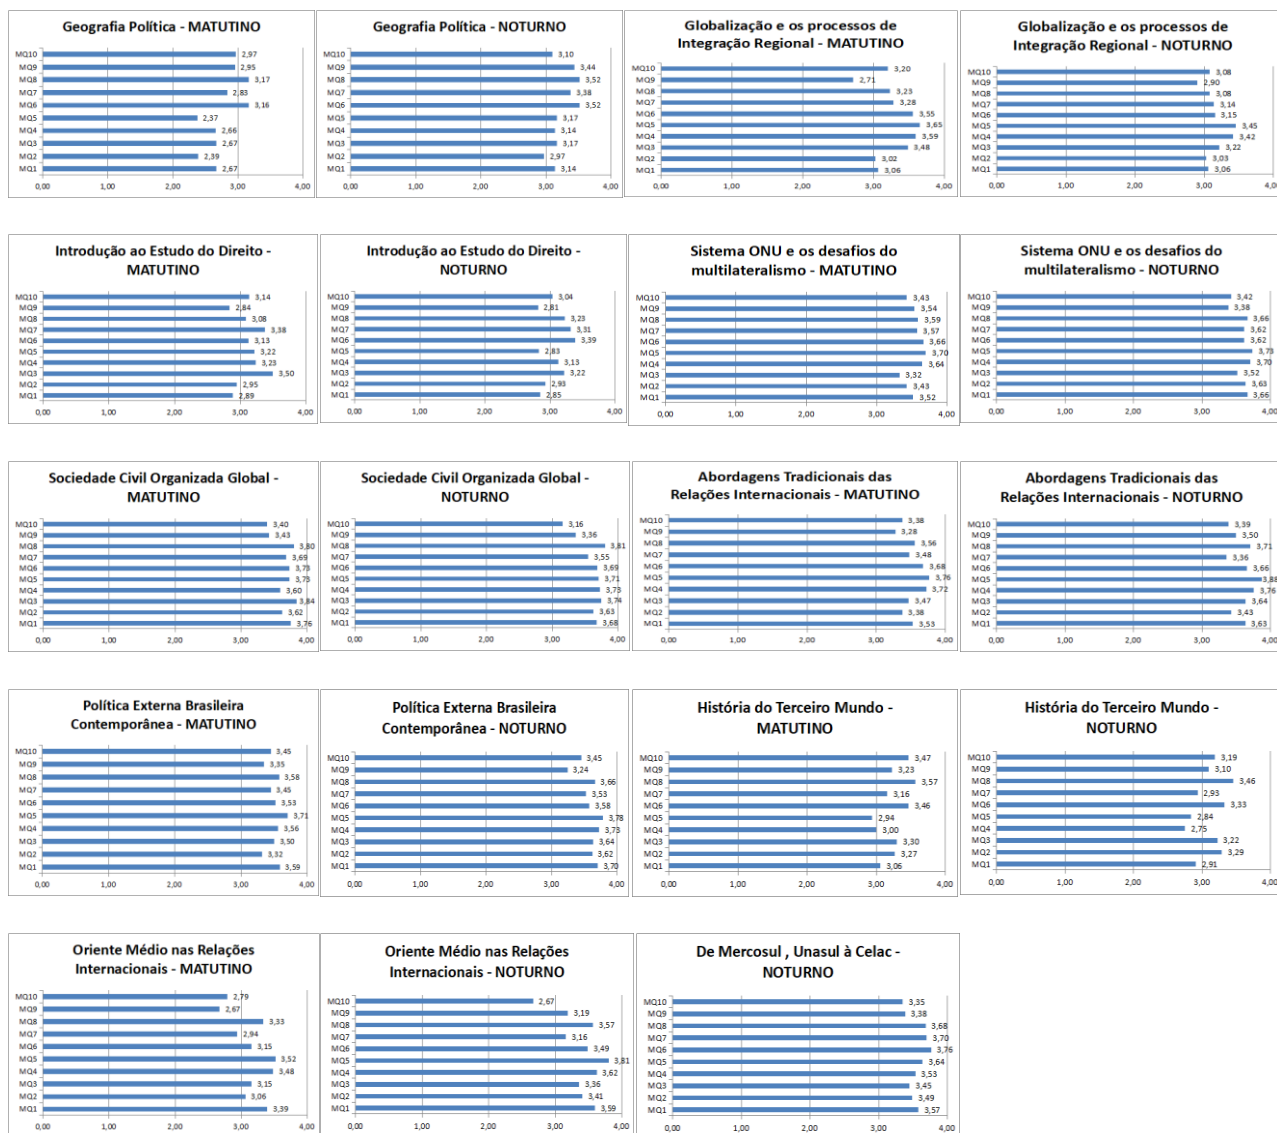 Geografia Política - MATUTINO
MQ10 2,97
MQ9 2,95
MQ8 3,17
MQ7 2,83
MQ6 3,16
MQ5 2,37
MQ4 2,66
MQ3 2,67
MQ2 2,39
MQ1 2,67
0,00 1,00 2,00 3,00 4,00
Geografia Política - NOTURNO
MQ10 3,10
MQ9 3,44
MQ8 3,52
MQ7 3,38
MQ6 3,52
MQ5 3,17
MQ4 3,14
MQ3 3,17
MQ2 2,97
MQ1 3,14
0,00 1,00 2,00 3,00 4,00
Globalização e os processos de
Integração Regional - MATUTINO
MQ10 3,20
MQ9 2,71
MQ8 3,23
MQ7 3,28
MQ6 3,55
MQ5 3,65
MQ4 3,59
MQ3 3,48
MQ2 3,02
MQ1 3,06
0,00 1,00 2,00 3,00 4,00
Globalização e os processos de
Integração Regional - NOTURNO
MQ10 3,08
MQ9 2,90
MQ8 3,08
MQ7 3,14
MQ6 3,15
MQ5 3,45
MQ4 3,42
MQ3 3,22
MQ2 3,03
MQ1 3,06
0,00 1,00 2,00 3,00 4,00
Introdução ao Estudo do Direito -
MATUTINO
MQ10 3,14
MQ9 2,84
MQ8 3,08
MQ7 3,38
MQ6 3,13
MQ5 3,22
MQ4 3,23
MQ3 3,50
MQ2 2,95
MQ1 2,89
0,00 1,00 2,00 3,00 4,00
Introdução ao Estudo do Direito -
NOTURNO
MQ10 3,04
MQ9 2,81
MQ8 3,23
MQ7 3,31
MQ6 3,39
MQ5 2,83
MQ4 3,13
MQ3 3,22
MQ2 2,93
MQ1 2,85
0,00 1,00 2,00 3,00 4,00
Sistema ONU e os desafios do
multilateralismo - MATUTINO
MQ10 3,43
MQ9 3,54
MQ8 3,59
MQ7 3,57
MQ6 3,66
MQ5 3,70
MQ4 3,64
MQ3 3,32
MQ2 3,43
MQ1 3,52
0,00 1,00 2,00 3,00 4,00
Sistema ONU e os desafios do
multilateralismo - NOTURNO
MQ10 3,42
MQ9 3,38
MQ8 3,66
MQ7 3,62
MQ6 3,62
MQ5 3,73
MQ4 3,70
MQ3 3,52
MQ2 3,63
MQ1 3,66
0,00 1,00 2,00 3,00 4,00
Sociedade Civil Organizada Global -
MATUTINO
MQ10 3,40
MQ9 3,43
MQ8 3,80
MQ7 3,69
MQ6 3,73
MQ5 3,73
MQ4 3,60
MQ3 3,84
MQ2 3,62
MQ1 3,76
0,00 1,00 2,00 3,00 4,00
Sociedade Civil Organizada Global -
NOTURNO
MQ10 3,16
MQ9 3,36
MQ8 3,81
MQ7 3,55
MQ6 3,69
MQ5 3,71
MQ4 3,73
MQ3 3,74
MQ2 3,63
MQ1 3,68
0,00 1,00 2,00 3,00 4,00
Abordagens Tradicionais das
Relações Internacionais - MATUTINO
MQ10 3,38
MQ9 3,28
MQ8 3,56
MQ7 3,48
MQ6 3,68
MQ5 3,76
MQ4 3,72
MQ3 3,47
MQ2 3,38
MQ1 3,53
0,00 1,00 2,00 3,00 4,00
Abordagens Tradicionais das
Relações Internacionais - NOTURNO
MQ10 3,39
MQ9 3,50
MQ8 3,71
MQ7 3,36
MQ6 3,66
MQ5 3,88
MQ4 3,76
MQ3 3,64
MQ2 3,43
MQ1 3,63
0,00 1,00 2,00 3,00 4,00
Política Externa Brasileira
Contemporânea - MATUTINO
MQ10 3,45
MQ9 3,35
MQ8 3,58
MQ7 3,45
MQ6 3,53
MQ5 3,71
MQ4 3,56
MQ3 3,50
MQ2 3,32
MQ1 3,59
0,00 1,00 2,00 3,00 4,00
Política Externa Brasileira
Contemporânea - NOTURNO
MQ10 3,45
MQ9 3,24
MQ8 3,66
MQ7 3,53
MQ6 3,58
MQ5 3,78
MQ4 3,73
MQ3 3,64
MQ2 3,62
MQ1 3,70
0,00 1,00 2,00 3,00 4,00
História do Terceiro Mundo -
MATUTINO
MQ10 3,47
MQ9 3,23
MQ8 3,57
MQ7 3,16
MQ6 3,46
MQ5 2,94
MQ4 3,00
MQ3 3,30
MQ2 3,27
MQ1 3,06
0,00 1,00 2,00 3,00 4,00
História do Terceiro Mundo -
NOTURNO
MQ10 3,19
MQ9 3,10
MQ8 3,46
MQ7 2,93
MQ6 3,33
MQ5 2,84
MQ4 2,75
MQ3 3,22
MQ2 3,29
MQ1 2,91
0,00 1,00 2,00 3,00 4,00
Oriente Médio nas Relações
Internacionais - MATUTINO
MQ10 2,79
MQ9 2,67
MQ8 3,33
MQ7 2,94
MQ6 3,15
MQ5 3,52
MQ4 3,48
MQ3 3,15
MQ2 3,06
MQ1 3,39
0,00 1,00 2,00 3,00 4,00
Oriente Médio nas Relações
Internacionais - NOTURNO
MQ10 2,67
MQ9 3,19
MQ8 3,57
MQ7 3,16
MQ6 3,49
MQ5 3,81
MQ4 3,62
MQ3 3,36
MQ2 3,41
MQ1 3,59
0,00 1,00 2,00 3,00 4,00
De Mercosul , Unasul à Celac -
NOTURNO
MQ10 3,35
MQ9 3,38
MQ8 3,68
MQ7 3,70
MQ6 3,76
MQ5 3,64
MQ4 3,53
MQ3 3,45
MQ2 3,49
MQ1 3,57
0,00 1,00 2,00 3,00 4,00